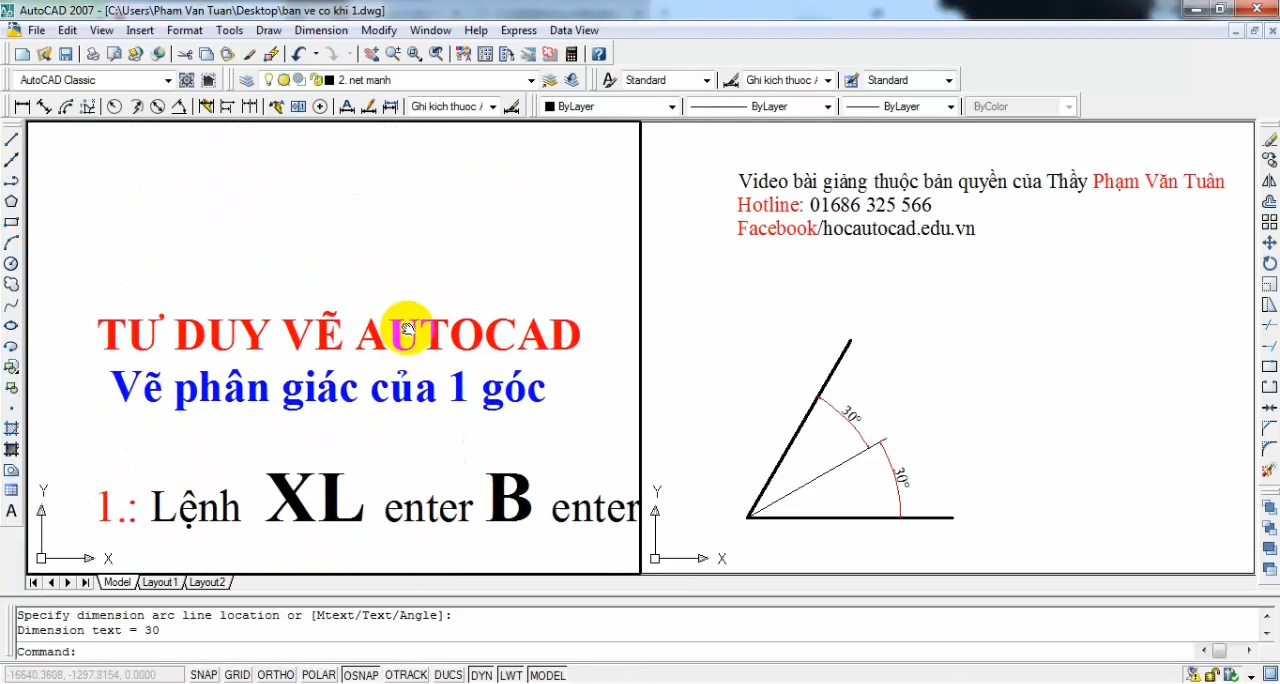 AutoCAD 2007 - [C:\Users\Pham Van Tuan\Desktop\ban ve co khi 1.dwg]
File Edit View Insert Format Tools Draw Dimension Modify Window Help Express Data View
AutoCAD Classic 2. net manh Standard Ghi kich thuoc Standard
Ghi kich thuoc ByLayer ByLayer ByLayer ByColor
Video bài giảng thuộc bản quyền của Thầy Phạm Văn Tuân
Hotline: 01686 325 566
Facebook/hocautocad.edu.vn
TƯ DUY VẼ AUTOCAD
Vẽ phân giác của 1 góc
1.: Lệnh XL enter B enter
30°
30°
Y
X
Y
X
A
Model Layout1 Layout2
Specify dimension arc line location or [Mtext/Text/Angle]:
Dimension text = 30
Command:
-16540.3608, -1297.8154, 0.0000 SNAP GRID ORTHO POLAR OSNAP OTRACK DUCS DYN LWT MODEL